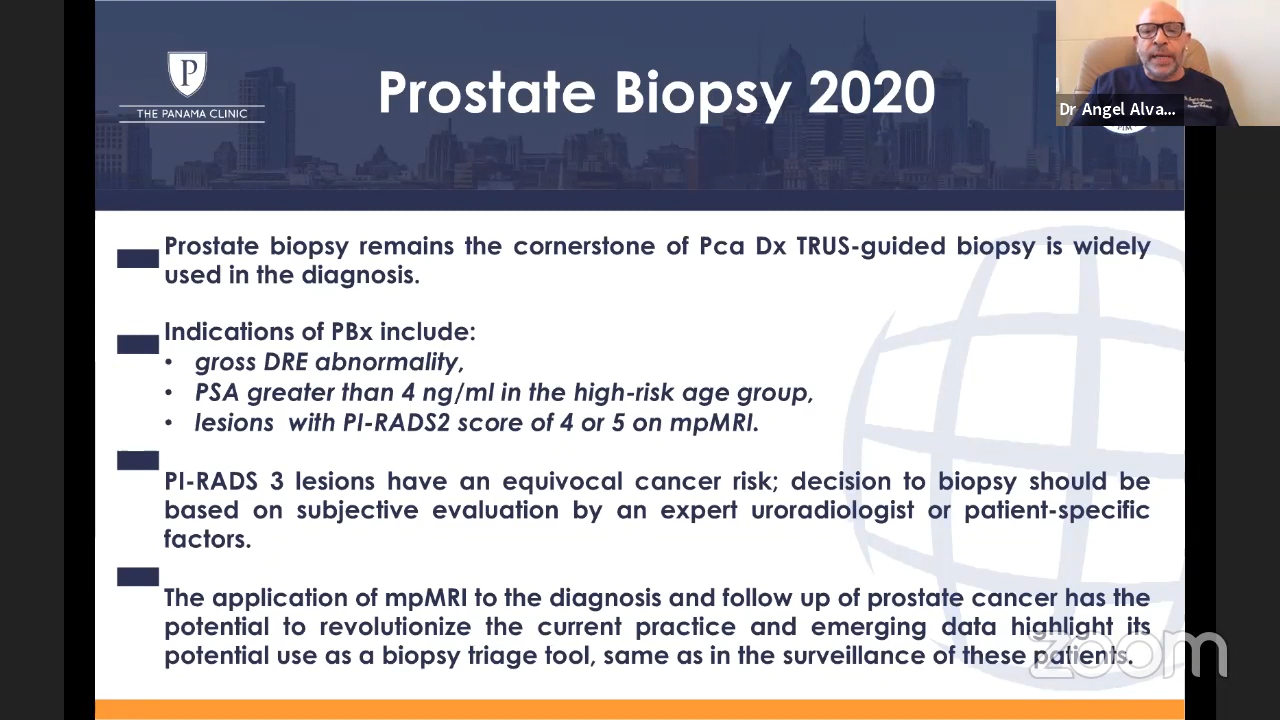 P
THE PANAMA CLINIC
Prostate Biopsy 2020
Dr Angel Alva...
Prostate biopsy remains the cornerstone of Pca Dx TRUS-guided biopsy is widely
used in the diagnosis.
Indications of PBx include:
• gross DRE abnormality,
• PSA greater than 4 ng/ml in the high-risk age group,
• lesions with PI-RADS2 score of 4 or 5 on mpMRI.
PI-RADS 3 lesions have an equivocal cancer risk; decision to biopsy should be
based on subjective evaluation by an expert uroradiologist or patient-specific
factors.
The application of mpMRI to the diagnosis and follow up of prostate cancer has the
potential to revolutionize the current practice and emerging data highlight its
potential use as a biopsy triage tool, same as in the surveillance of these patients.
zoom